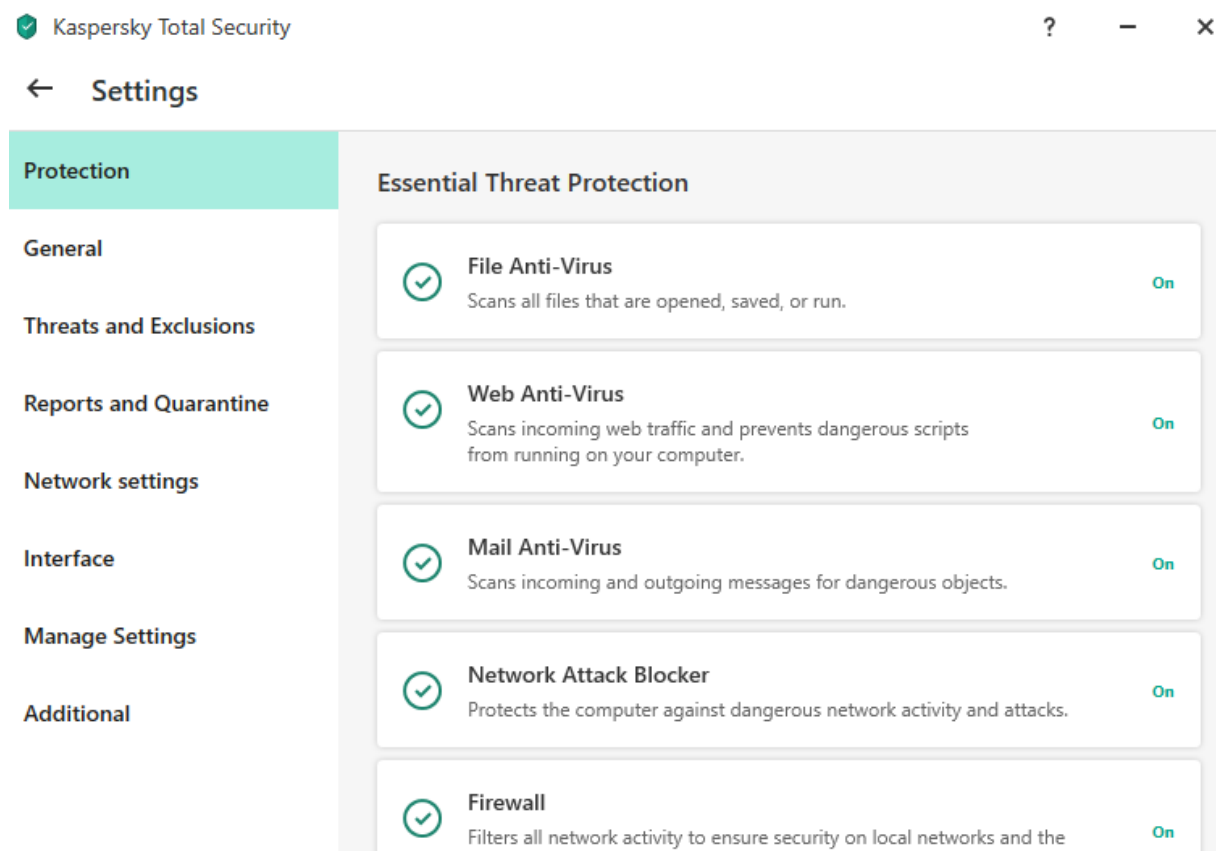 Kaspersky Total Security
?
Settings
Protection
General
Threats and Exclusions
Reports and Quarantine
Network settings
Interface
Manage Settings
Additional
Essential Threat Protection
File Anti-Virus
Scans all files that are opened, saved, or run.
On
Web Anti-Virus
Scans incoming web traffic and prevents dangerous scripts
from running on your computer.
On
Mail Anti-Virus
Scans incoming and outgoing messages for dangerous objects.
On
Network Attack Blocker
Protects the computer against dangerous network activity and attacks.
On
Firewall
Filters all network activity to ensure security on local networks and the
On